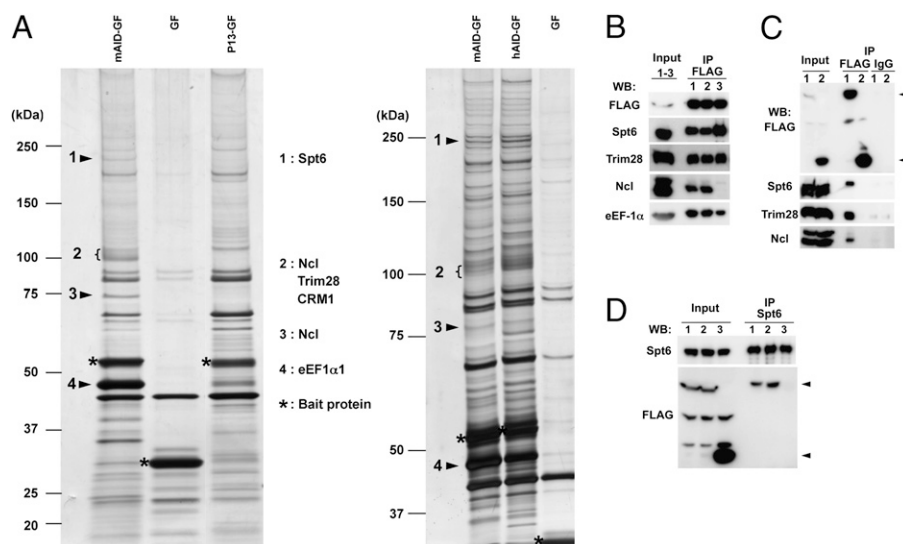 A
mAID-GF
GF
P13-GF
(kDa)
250
150
100
75
50
37
25
20
1
2
3
4
*
*
*
1 : Spt6
2 : Ncl
Trim28
CRM1
3 : Ncl
4 : eEF1α1
* : Bait protein
mAID-GF
hAID-GF
GF
(kDa)
250
150
100
75
50
37
1
2
3
4
*
*
*
B
Input
IP
FLAG
1-3
WB: 1 2 3
FLAG
Spt6
Trim28
Ncl
eEF-1α
C
IP
Input FLAG IgG
1 2 1 2 1 2
WB:
FLAG
Spt6
Trim28
Ncl
D
Input
IP
Spt6
WB: 1 2 3 1 2 3
Spt6
FLAG